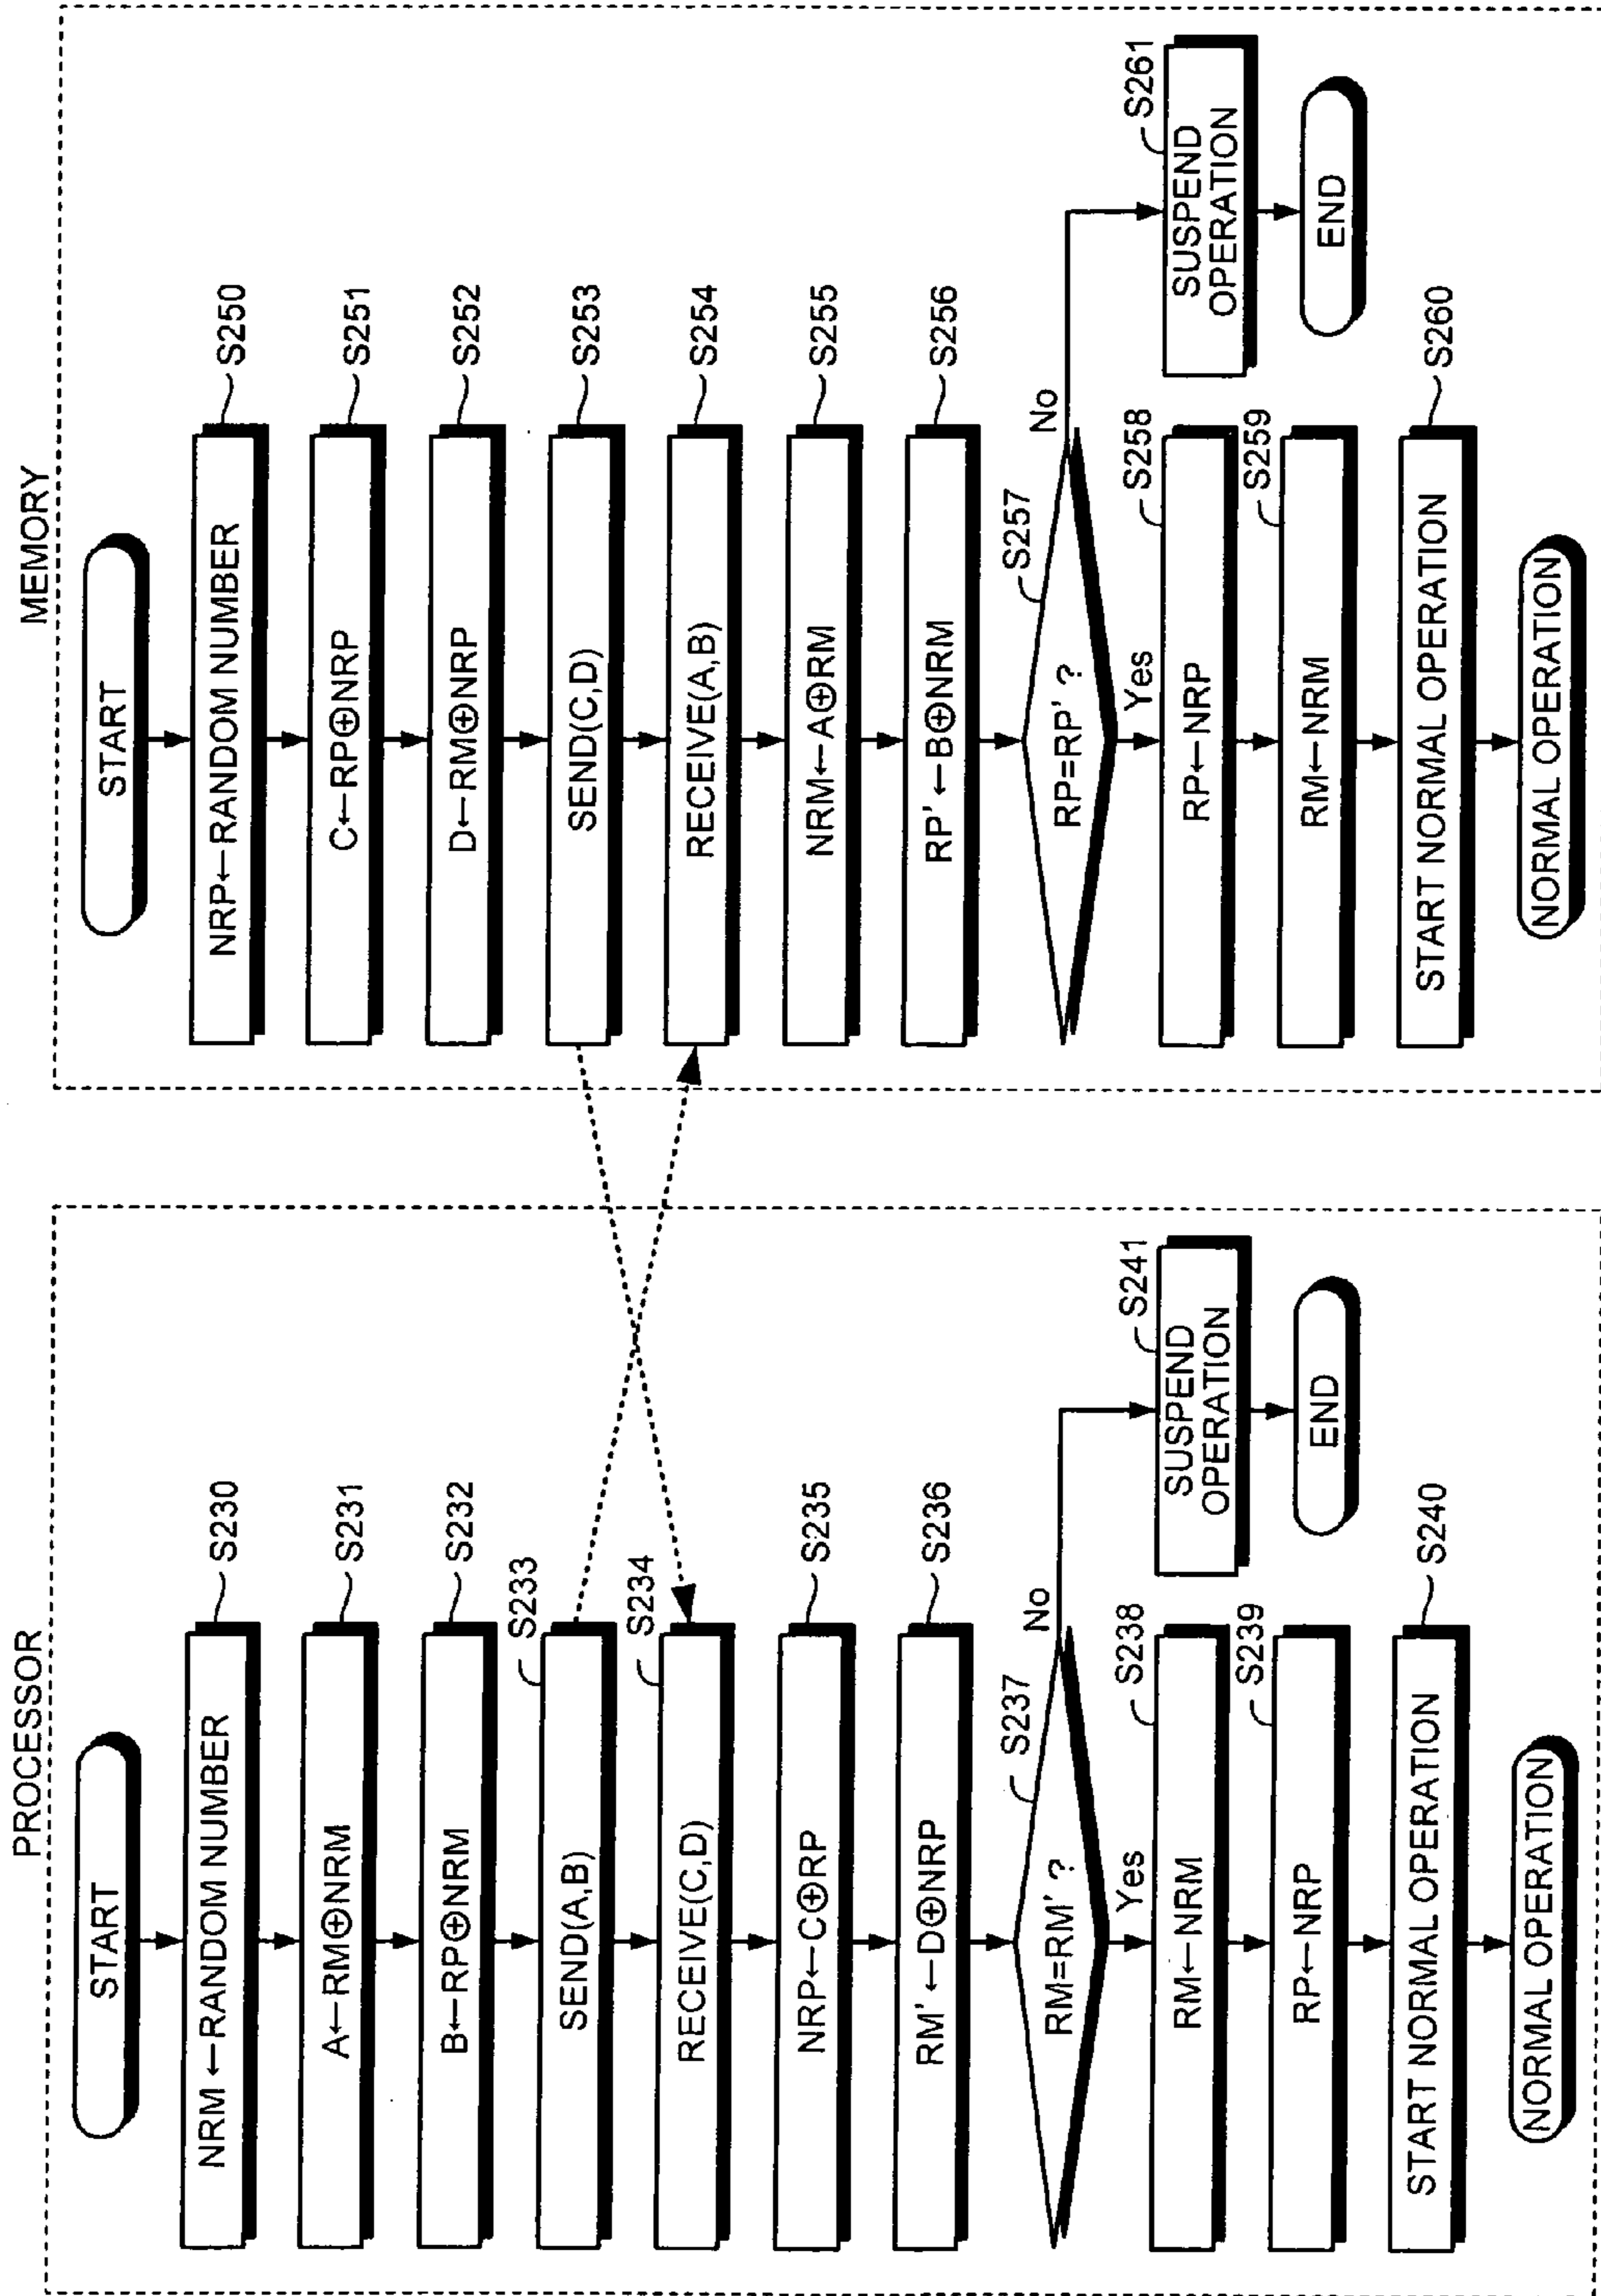 PROCESSOR
START
NRM←RANDOM NUMBER
S230
A←RM⊕NRM
S231
B←RP⊕NRM
S232
SEND(A,B)
S233
RECEIVE(C,D)
S234
NRP←C⊕RP
S235
RM'←D⊕NRP
S236
RM=RM' ?
S237
No
Yes
SUSPEND
OPERATION
S241
END
RM←NRM
S238
RP←NRP
S239
START NORMAL OPERATION
S240
NORMAL OPERATION
MEMORY
START
NRP←RANDOM NUMBER
S250
C←RP⊕NRP
S251
D←RM⊕NRP
S252
SEND(C,D)
S253
RECEIVE(A,B)
S254
NRM←A⊕RM
S255
RP'←B⊕NRM
S256
RP=RP' ?
S257
No
Yes
SUSPEND
OPERATION
S261
END
RP←NRP
S258
RM←NRM
S259
START NORMAL OPERATION
S260
NORMAL OPERATION